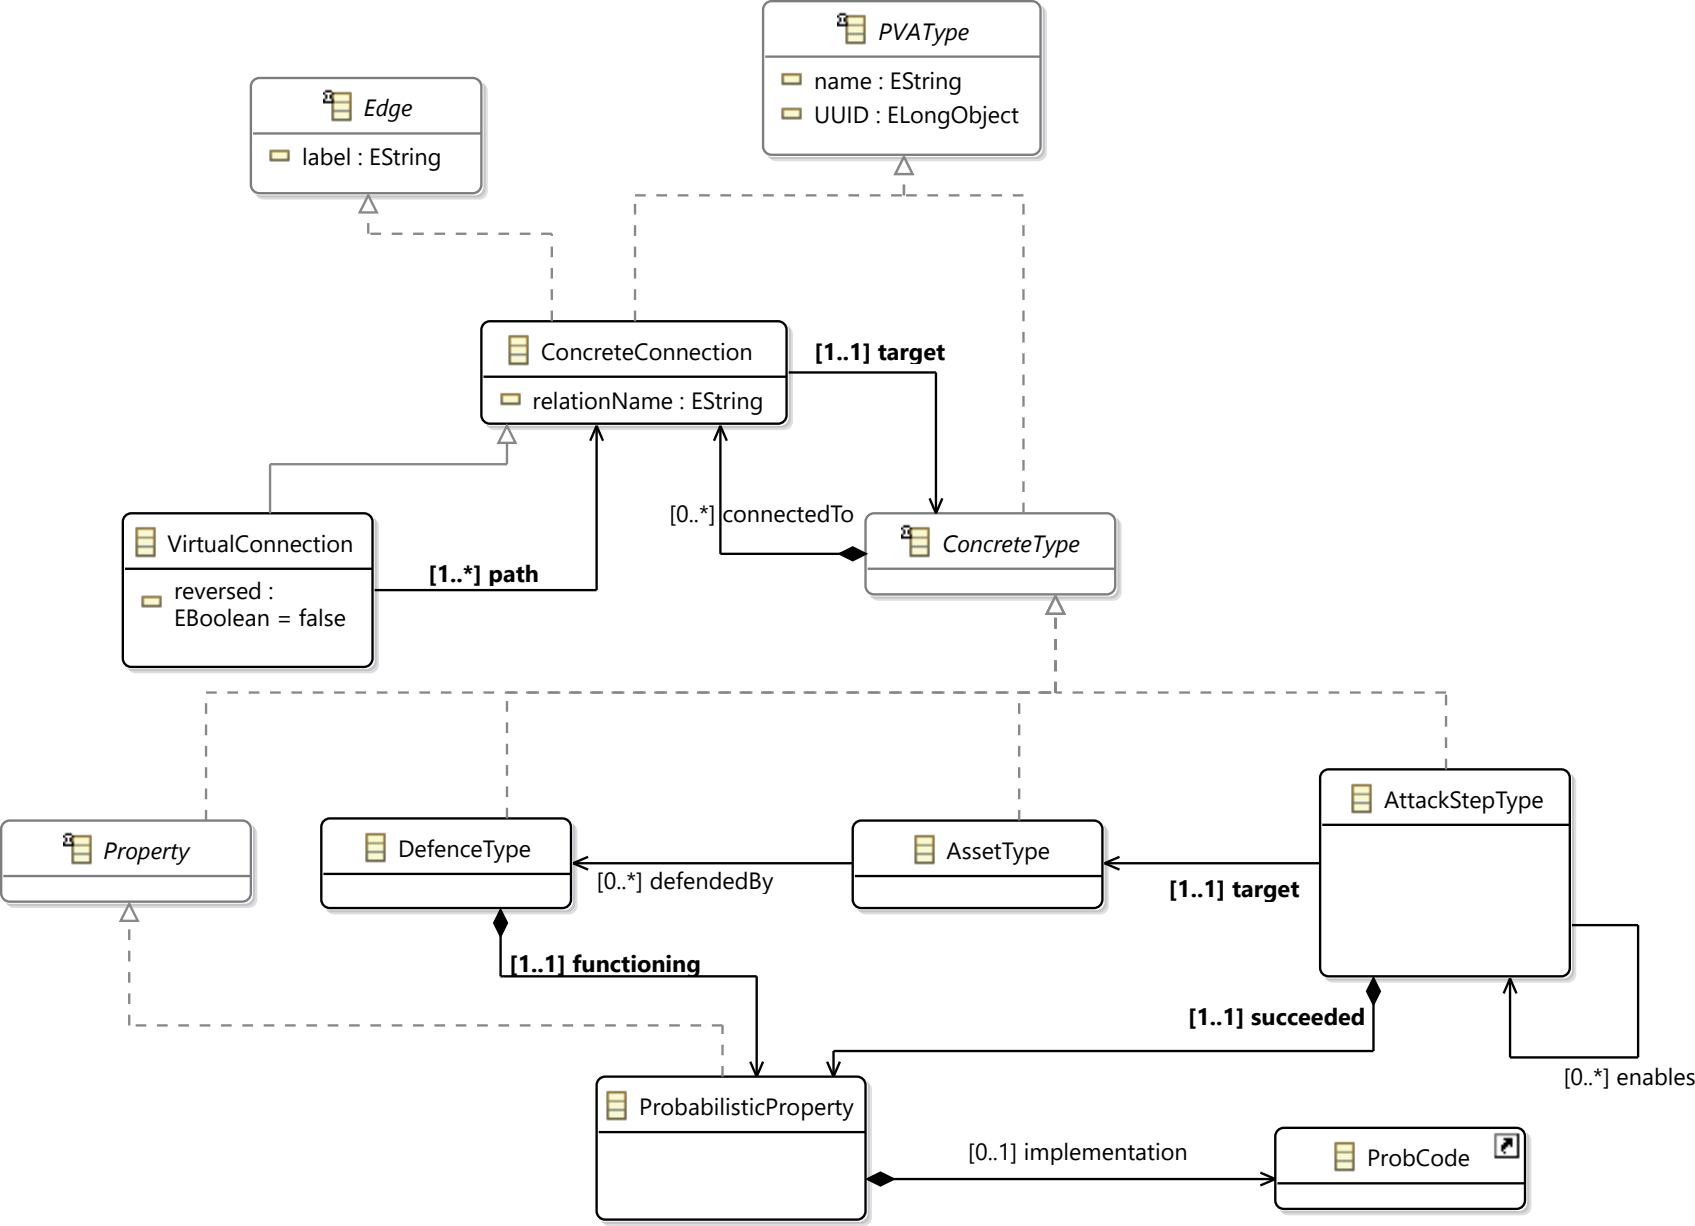 PVAType
name : EString
UUID : ELongObject
Edge
label : EString
ConcreteConnection
relationName : EString
[1..1] target
[0..*] connectedTo
ConcreteType
VirtualConnection
reversed :
EBoolean = false
[1..*] path
Property
DefenceType
[0..*] defendedBy
AssetType
[1..1] target
AttackStepType
[1..1] functioning
[1..1] succeeded
[0..*] enables
ProbabilisticProperty
[0..1] implementation
ProbCode